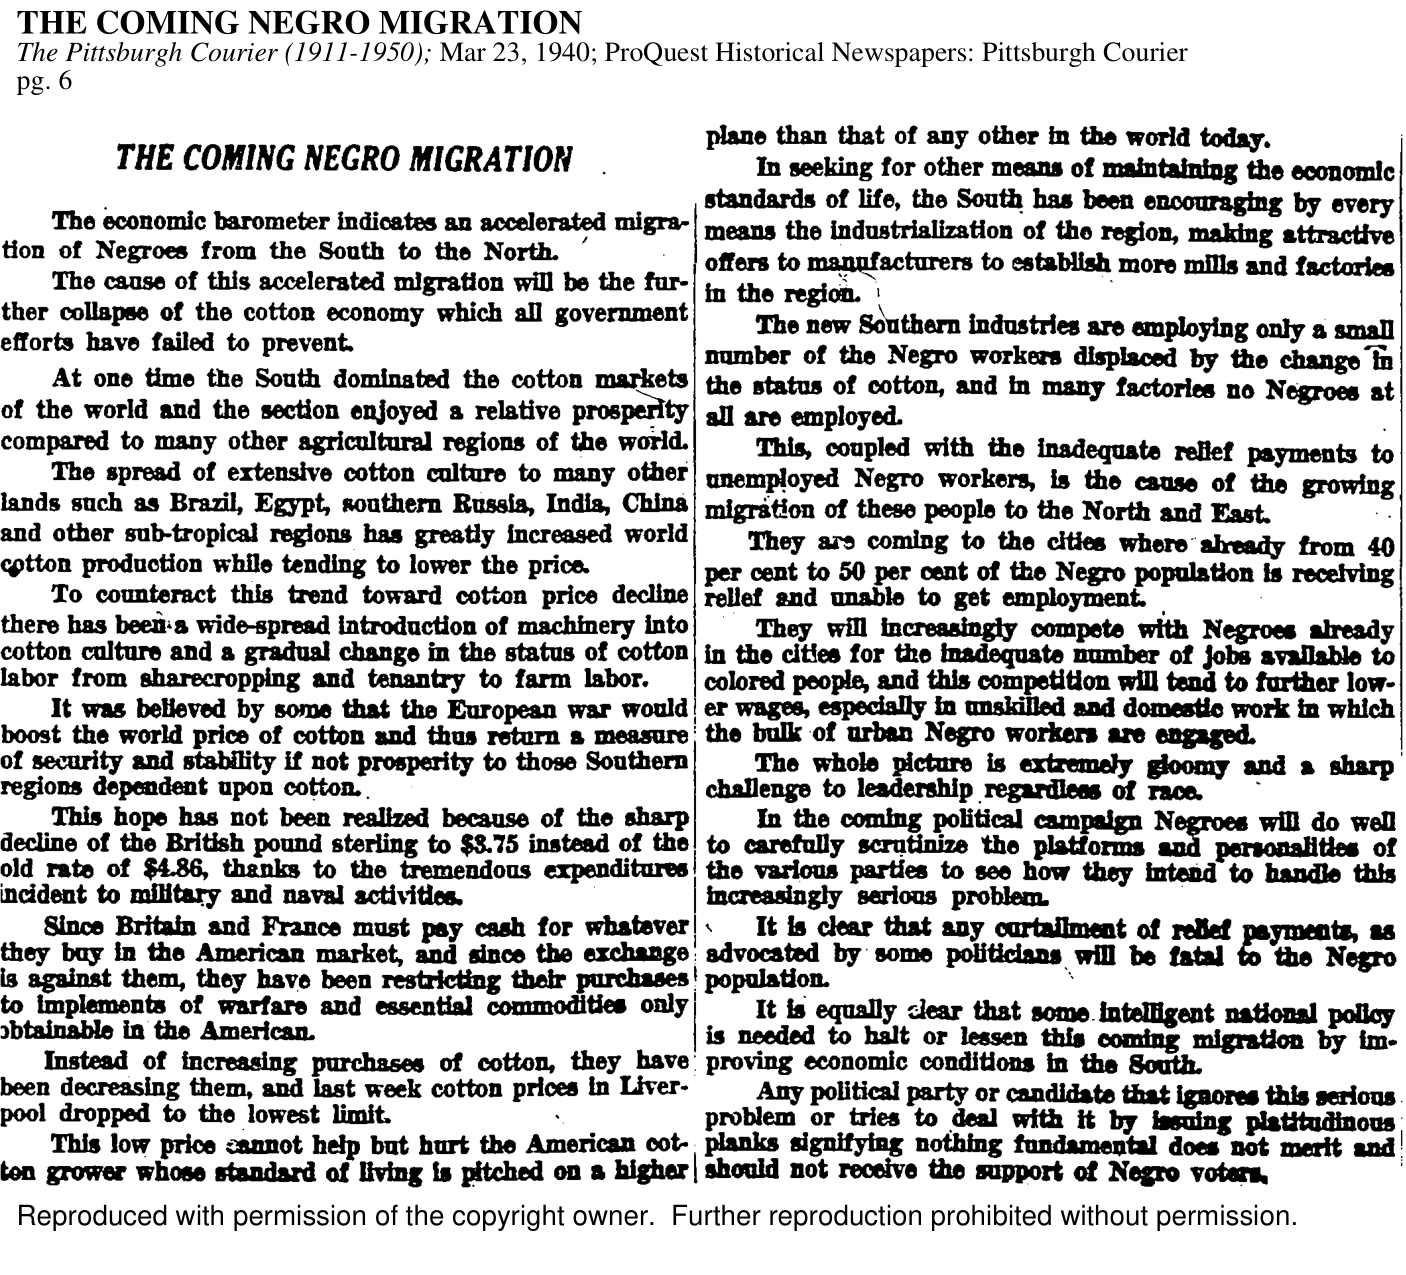 THE COMING NEGRO MIGRATION
The Pittsburgh Courier (1911-1950); Mar 23, 1940; ProQuest Historical Newspapers: Pittsburgh Courier
pg. 6
THE COMING NEGRO MIGRATION
The economic barometer indicates an accelerated migra-
tion of Negroes from the South to the North.
The cause of this accelerated migration will be the fur-
ther collapse of the cotton economy which all government
efforts have failed to prevent.
At one time the South dominated the cotton markets
of the world and the section enjoyed a relative prosperity
compared to many other agricultural regions of the world.
The spread of extensive cotton culture to many other
lands such as Brazil, Egypt, southern Russia, India, China
and other sub-tropical regions has greatly increased world
cotton production while tending to lower the price.
To counteract this trend toward cotton price decline
there has been a wide-spread introduction of machinery into
cotton culture and a gradual change in the status of cotton
labor from sharecropping and tenantry to farm labor.
It was believed by some that the European war would
boost the world price of cotton and thus return a measure
of security and stability if not prosperity to those Southern
regions dependent upon cotton.
This hope has not been realized because of the sharp
decline of the British pound sterling to $3.75 instead of the
old rate of $4.86, thanks to the tremendous expenditures
incident to military and naval activities.
Since Britain and France must pay cash for whatever
they buy in the American market, and since the exchange
is against them, they have been restricting their purchases
to implements of warfare and essential commodities only
obtainable in the American.
Instead of increasing purchases of cotton, they have
been decreasing them, and last week cotton prices in Liver-
pool dropped to the lowest limit.
This low price cannot help but hurt the American cot-
ton grower whose standard of living is pitched on a higher
plane than that of any other in the world today.
In seeking for other means of maintaining the economic
standards of life, the South has been encouraging by every
means the industrialization of the region, making attractive
offers to manufacturers to establish more mills and factories
in the region.
The new Southern industries are employing only a small
number of the Negro workers displaced by the change in
the status of cotton, and in many factories no Negroes at
all are employed.
This, coupled with the inadequate relief payments to
unemployed Negro workers, is the cause of the growing
migration of these people to the North and East.
They are coming to the cities where already from 40
per cent to 50 per cent of the Negro population is receiving
relief and unable to get employment.
They will increasingly compete with Negroes already
in the cities for the inadequate number of jobs available to
colored people, and this competition will tend to further low-
er wages, especially in unskilled and domestic work in which
the bulk of urban Negro workers are engaged.
The whole picture is extremely gloomy and a sharp
challenge to leadership regardless of race.
In the coming political campaign Negroes will do well
to carefully scrutinize the platforms and personalities of
the various parties to see how they intend to handle this
increasingly serious problem.
It is clear that any curtailment of relief payments, as
advocated by some politicians will be fatal to the Negro
population.
It is equally clear that some intelligent national policy
is needed to halt or lessen this coming migration by im-
proving economic conditions in the South.
Any political party or candidate that ignores this serious
problem or tries to deal with it by issuing platitudinous
planks signifying nothing fundamental does not merit and
should not receive the support of Negro voters.
Reproduced with permission of the copyright owner. Further reproduction prohibited without permission.